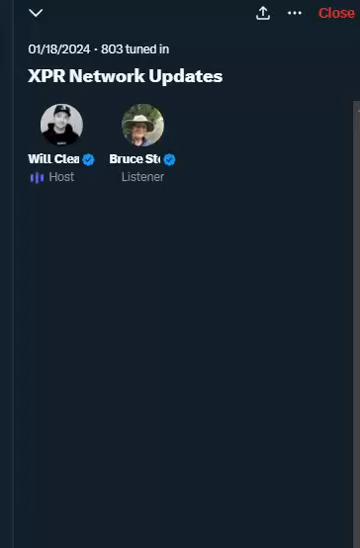 Close
01/18/2024 · 803 tuned in
XPR Network Updates
Will Clea
Bruce St
Host
Listener